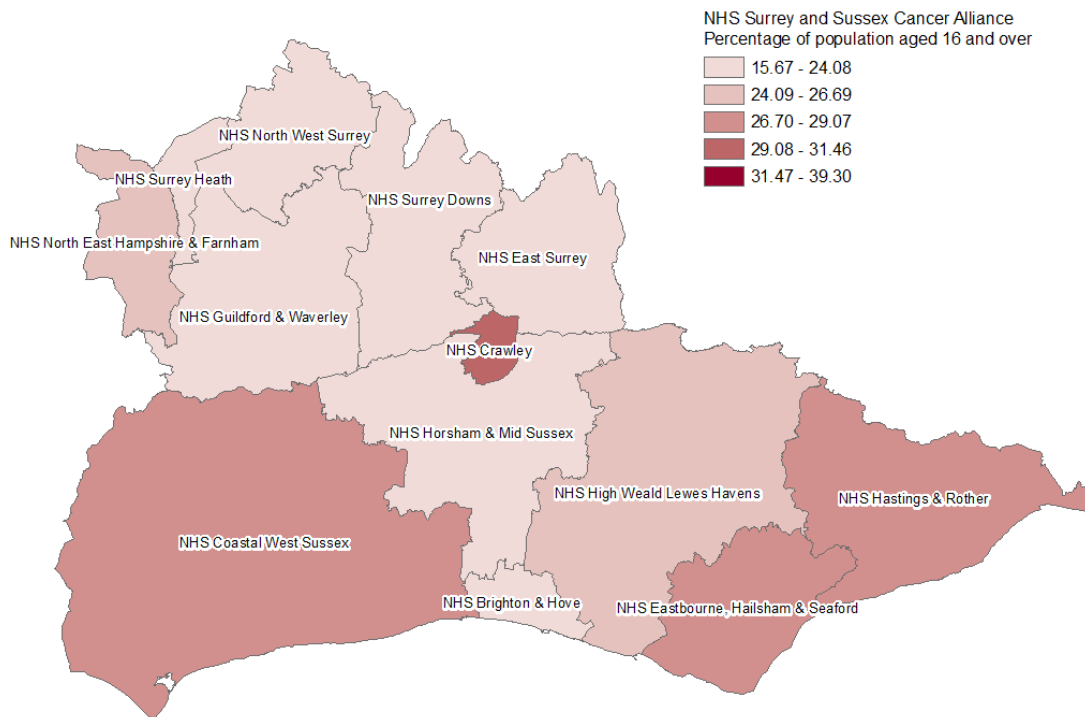 NHS Surrey and Sussex Cancer Alliance
Percentage of population aged 16 and over
15.67 - 24.08
24.09 - 26.69
26.70 - 29.07
29.08 - 31.46
31.47 - 39.30
NHS North West Surrey
NHS Surrey Heath
NHS Surrey Downs
NHS North East Hampshire & Farnham
NHS East Surrey
NHS Guildford & Waverley
NHS Crawley
NHS Horsham & Mid Sussex
NHS High Weald Lewes Havens
NHS Hastings & Rother
NHS Coastal West Sussex
NHS Brighton & Hove
NHS Eastbourne, Hailsham & Seaford